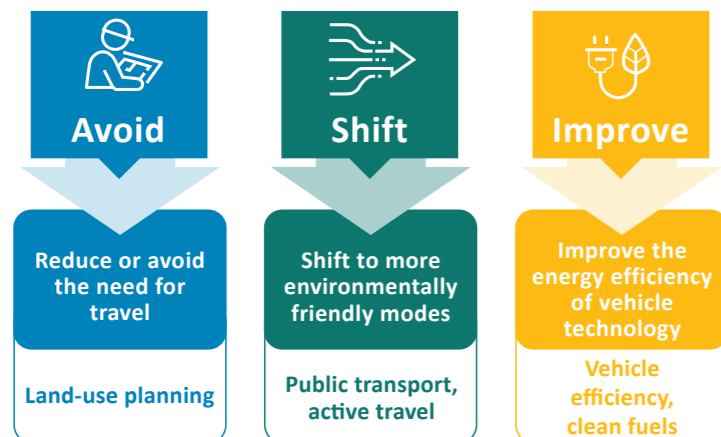 Avoid
Shift
Improve
Reduce or avoid
the need for
travel
Shift to more
environmentally
friendly modes
Improve the
energy efficiency
of vehicle
technology
Land-use planning
Public transport,
active travel
Vehicle
efficiency,
clean fuels